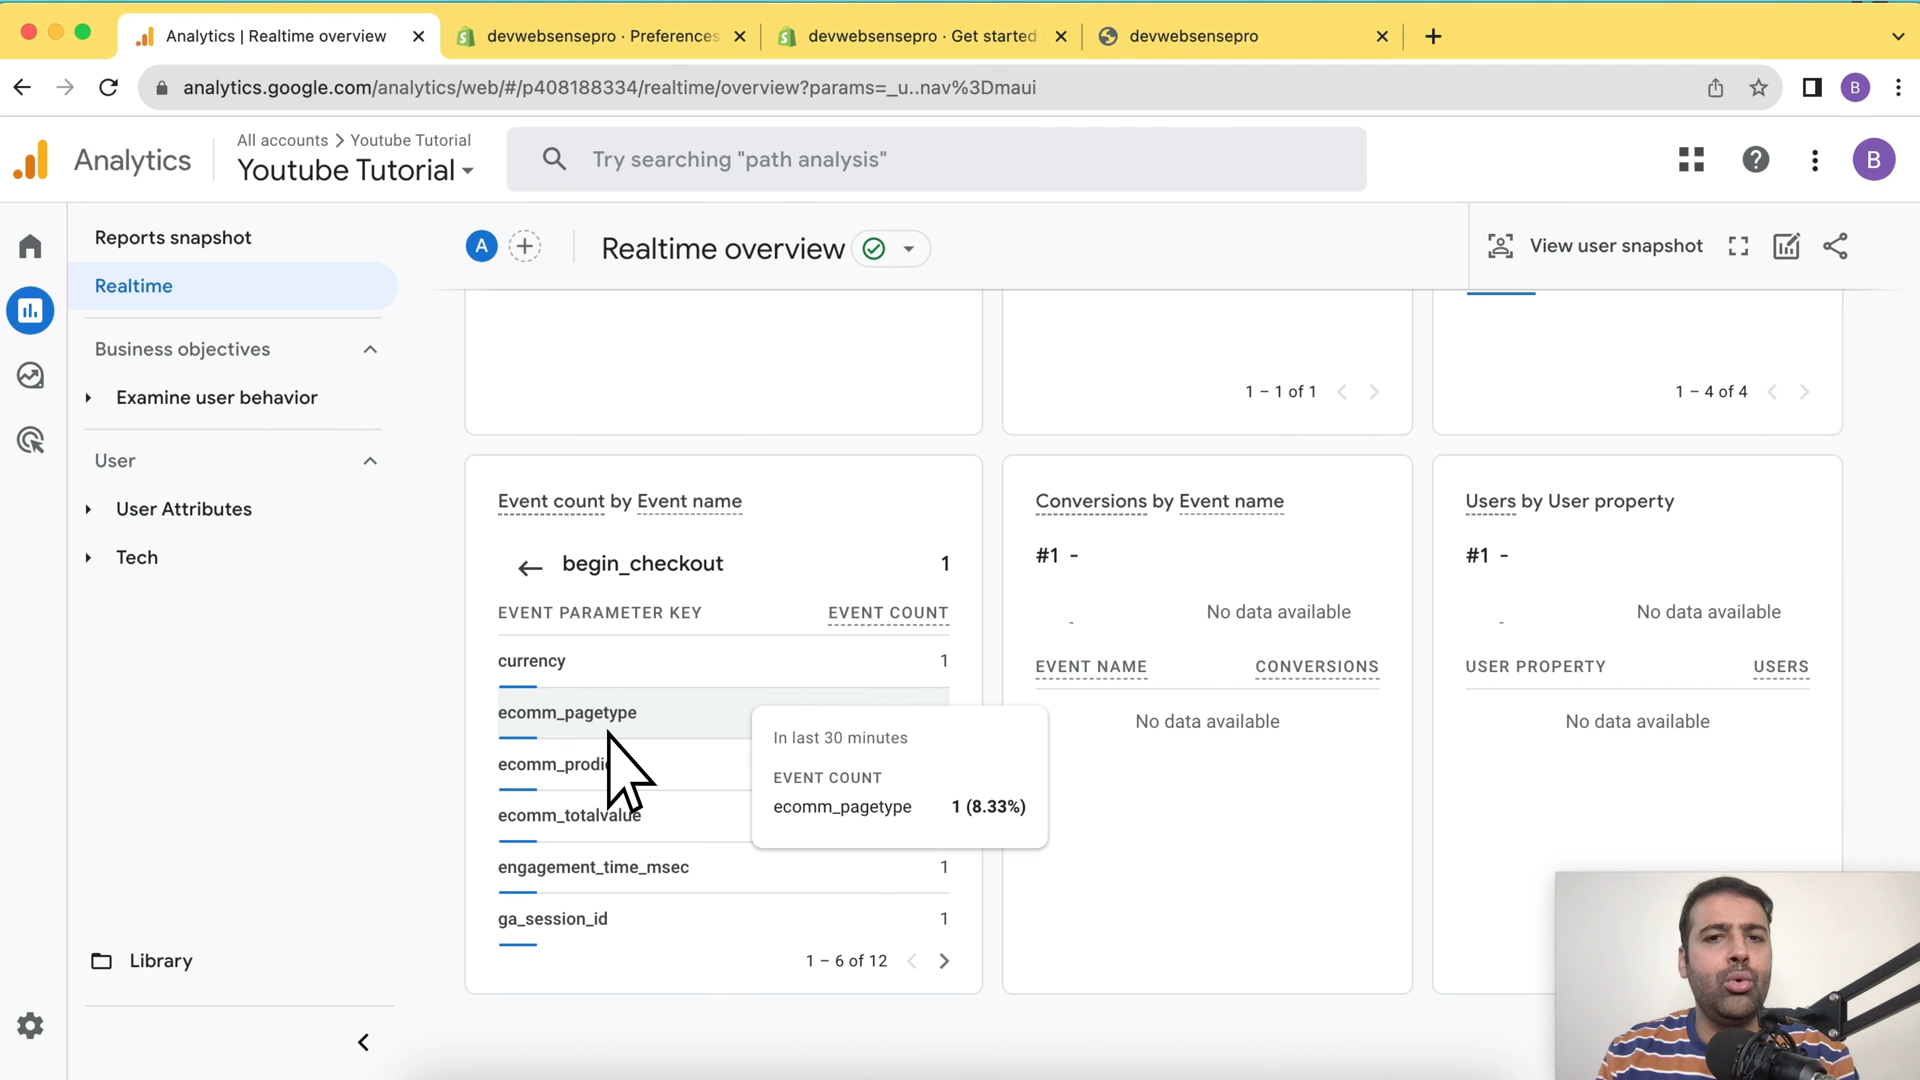 Analytics | Realtime overview
devwebsensepro · Preferences
devwebsensepro · Get started
devwebsensepro
analytics.google.com/analytics/web/#/p408188334/realtime/overview?params=_u..nav%3Dmaui
B
Analytics
All accounts > Youtube Tutorial
Youtube Tutorial
Try searching "path analysis"
B
Reports snapshot
Realtime
Business objectives
Examine user behavior
User
User Attributes
Tech
Library
A
Realtime overview
View user snapshot
1 – 1 of 1
1 – 4 of 4
Event count by Event name
begin_checkout 1
EVENT PARAMETER KEY EVENT COUNT
currency 1
ecomm_pagetype
ecomm_totalvalue
engagement_time_msec 1
ga_session_id 1
1 – 6 of 12
In last 30 minutes
EVENT COUNT
ecomm_pagetype 1 (8.33%)
Conversions by Event name
#1 -
- No data available
EVENT NAME CONVERSIONS
No data available
Users by User property
#1 -
- No data available
USER PROPERTY USERS
No data available